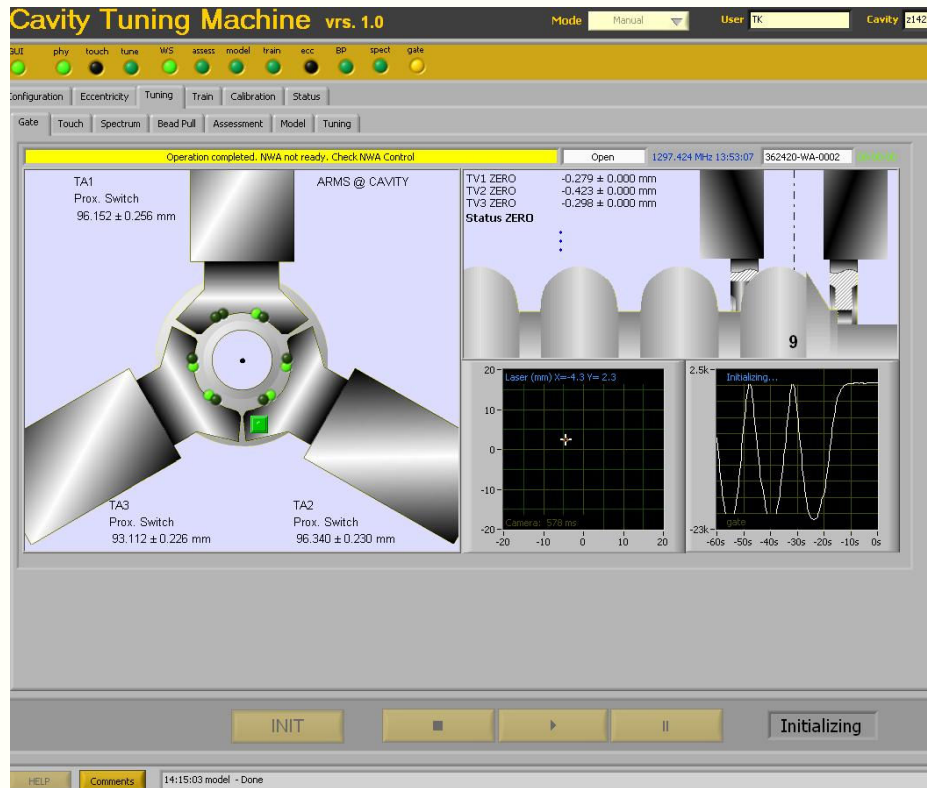 Cavity Tuning Machine vrs. 1.0 Mode Manual User TK Cavity z142
GUI phy touch tune WS assess model train ecc BP spect gate
onfiguration Eccentricity Tuning Train Calibration Status
Gate Touch Spectrum Bead Pull Assessment Model Tuning
Operation completed. NWA not ready. Check NWA Control Open 1297.424 MHz 13:53:07 362420-WA-0002
TA1
Prox. Switch
96.152 ± 0.256 mm
ARMS @ CAVITY
TA3
Prox. Switch
93.112 ± 0.226 mm
TA2
Prox. Switch
96.340 ± 0.230 mm
TV1 ZERO -0.279 ± 0.000 mm
TV2 ZERO -0.423 ± 0.000 mm
TV3 ZERO -0.298 ± 0.000 mm
Status ZERO
9
Laser (mm) X=-4.3 Y= 2.3
20
10
0
-10
-20
Camera: 578 ms
-20 -10 0 10 20
2.5k
Initializing...
-23k
gate
-60s -50s -40s -30s -20s -10s 0s
INIT
Initializing
HELP Comments 14:15:03 model - Done